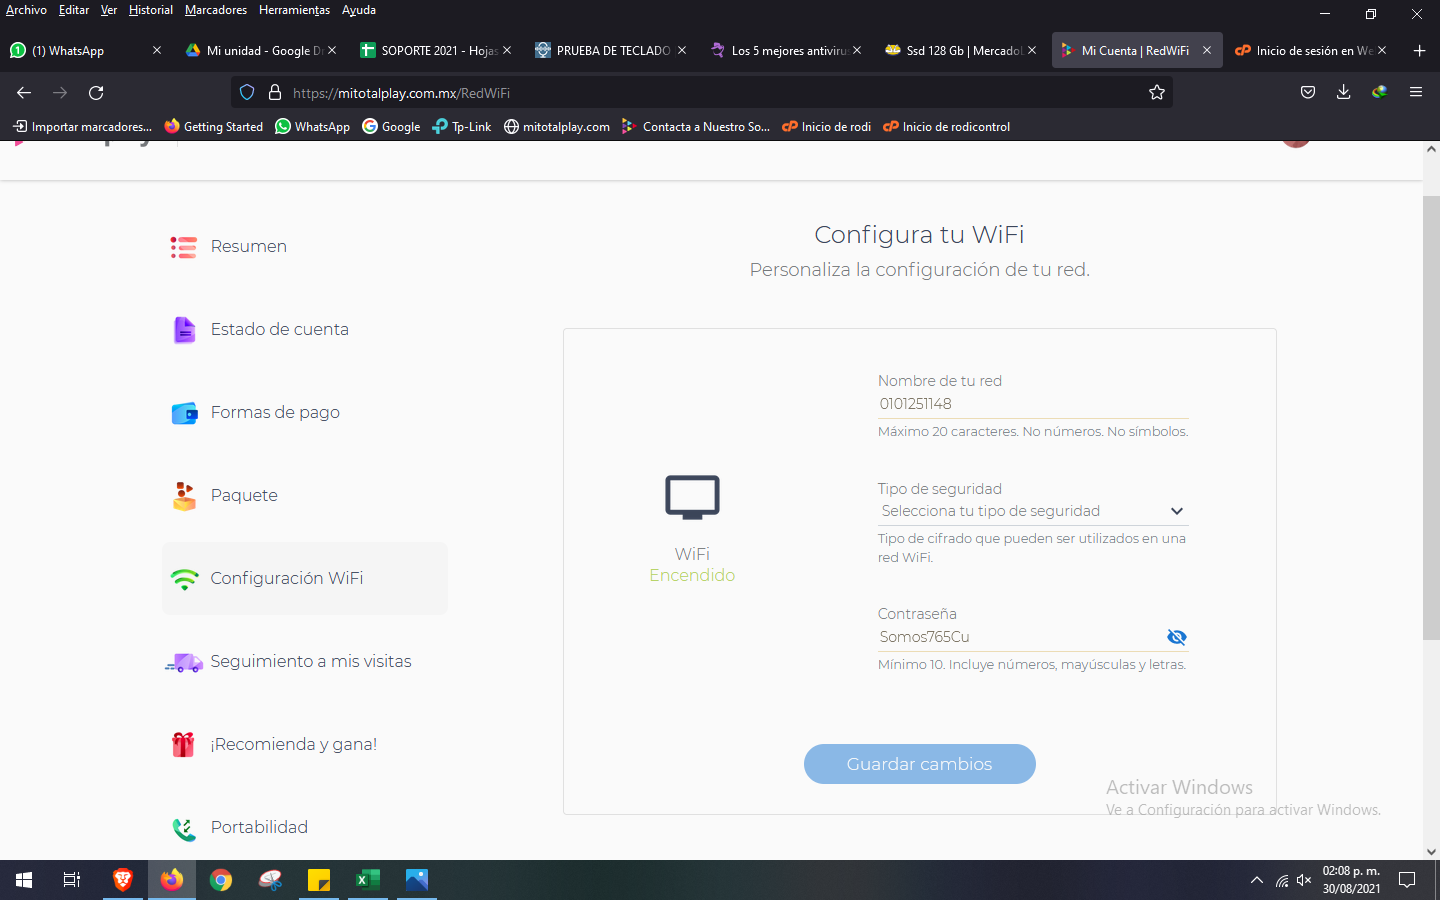 Archivo Editar Ver Historial Marcadores Herramientas Ayuda
(1) WhatsApp
Mi unidad - Google Dr
SOPORTE 2021 - Hojas
PRUEBA DE TECLADO
Los 5 mejores antivirus
Ssd 128 Gb | MercadoL
Mi Cuenta | RedWiFi
Inicio de sesión en We
https://mitotalplay.com.mx/RedWiFi
Importar marcadores...
Getting Started
WhatsApp
Google
Tp-Link
mitotalplay.com
Contacta a Nuestro So...
Inicio de rodi
Inicio de rodicontrol
Resumen
Estado de cuenta
Formas de pago
Paquete
Configuración WiFi
Seguimiento a mis visitas
¡Recomienda y gana!
Portabilidad
Configura tu WiFi
Personaliza la configuración de tu red.
WiFi
Encendido
Nombre de tu red
0101251148
Máximo 20 caracteres. No números. No símbolos.
Tipo de seguridad
Selecciona tu tipo de seguridad
Tipo de cifrado que pueden ser utilizados en una
red WiFi.
Contraseña
Somos765Cu
Mínimo 10. Incluye números, mayúsculas y letras.
Guardar cambios
Activar Windows
Ve a Configuración para activar Windows.
02:08 p. m.
30/08/2021